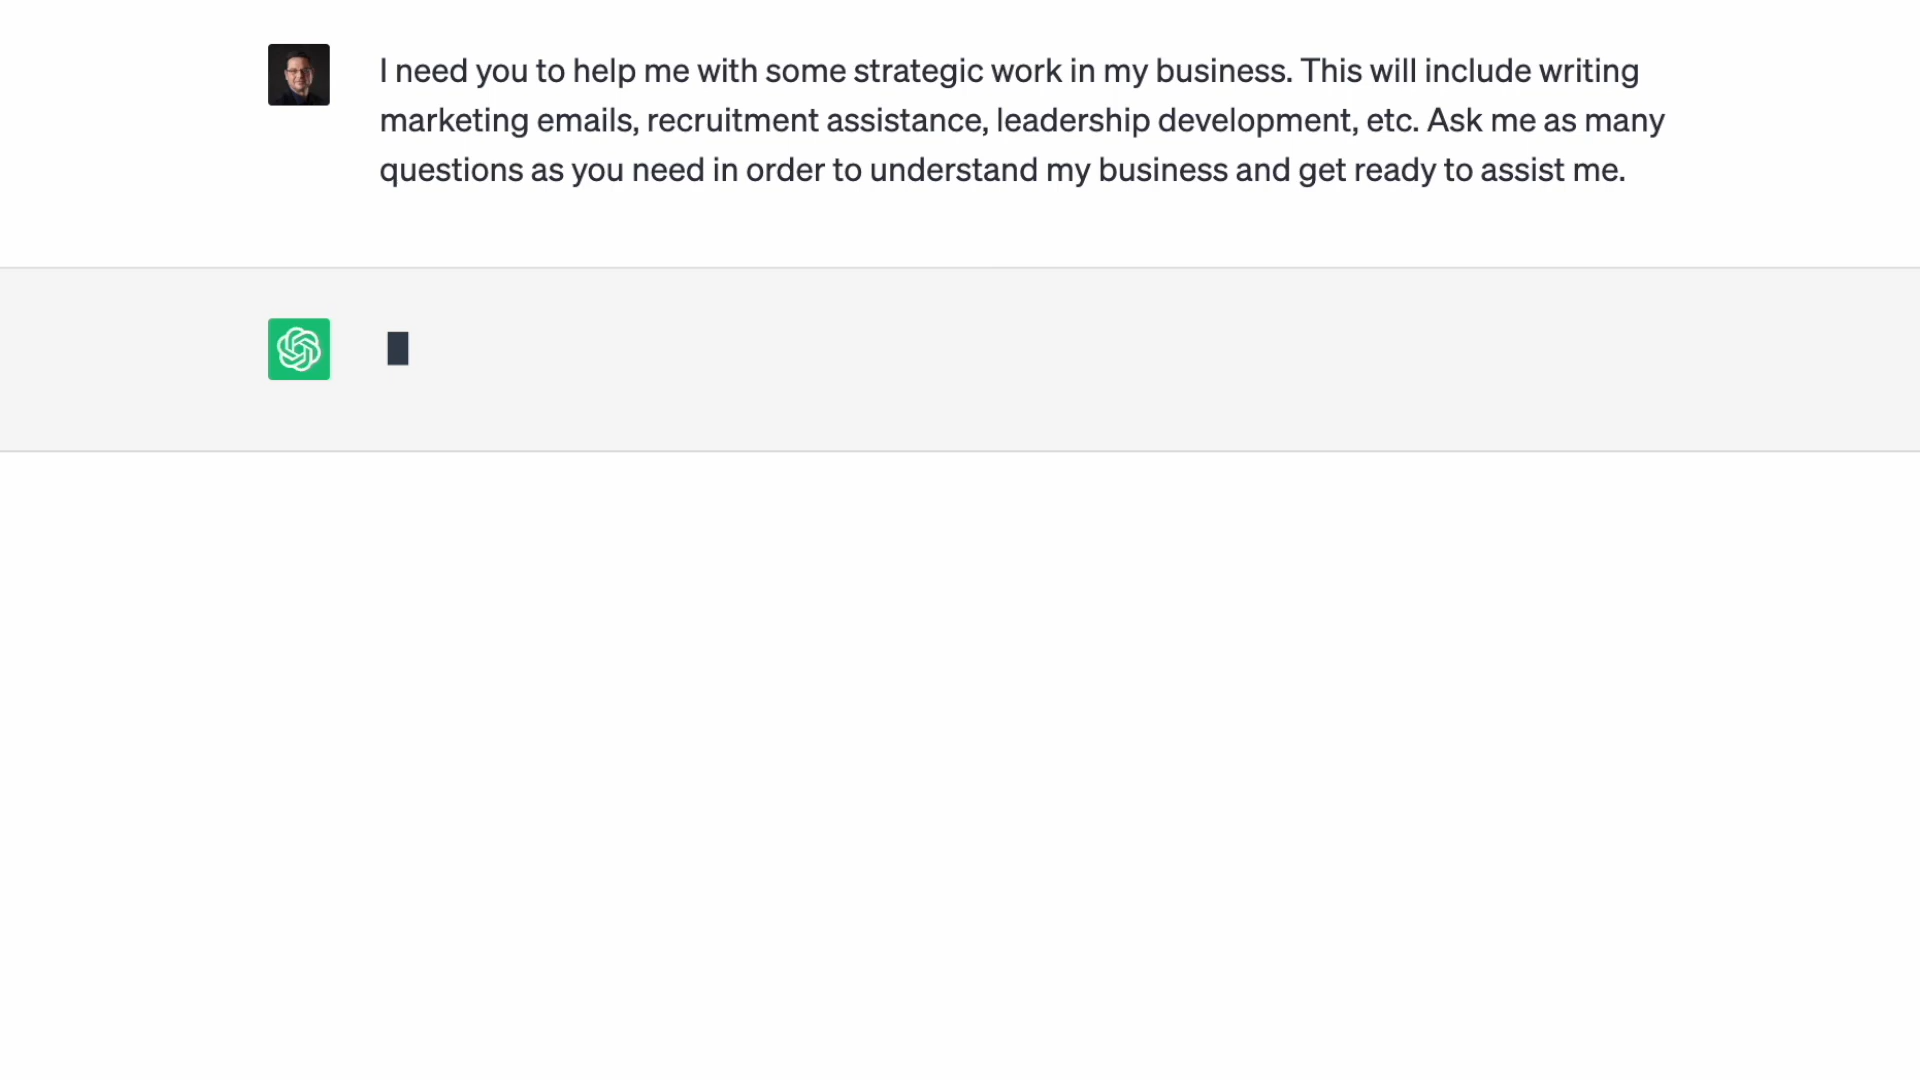 I need you to help me with some strategic work in my business. This will include writing
marketing emails, recruitment assistance, leadership development, etc. Ask me as many
questions as you need in order to understand my business and get ready to assist me.